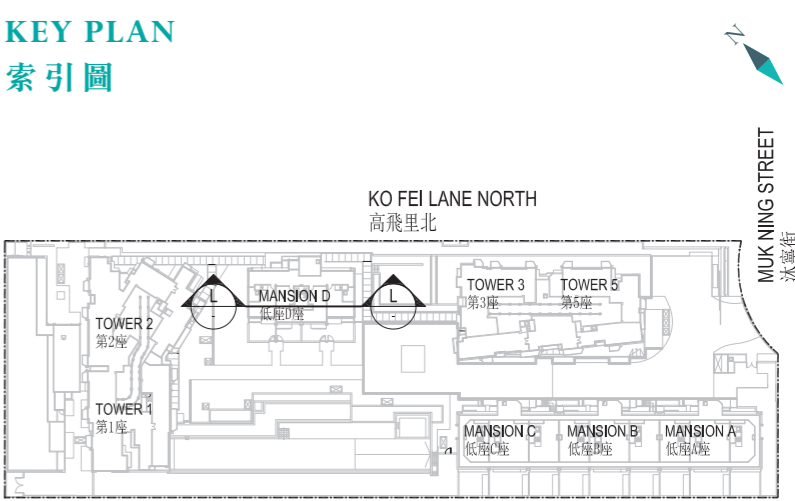 KEY PLAN
索引圖
N
KO FEI LANE NORTH
高飛里北
MUK NING STREET
沐寧街
TOWER 2
第2座
L
-
MANSION D
低座D座
L
-
TOWER 3
第3座
TOWER 5
第5座
TOWER 1
第1座
MANSION C
低座C座
MANSION B
低座B座
MANSION A
低座A座